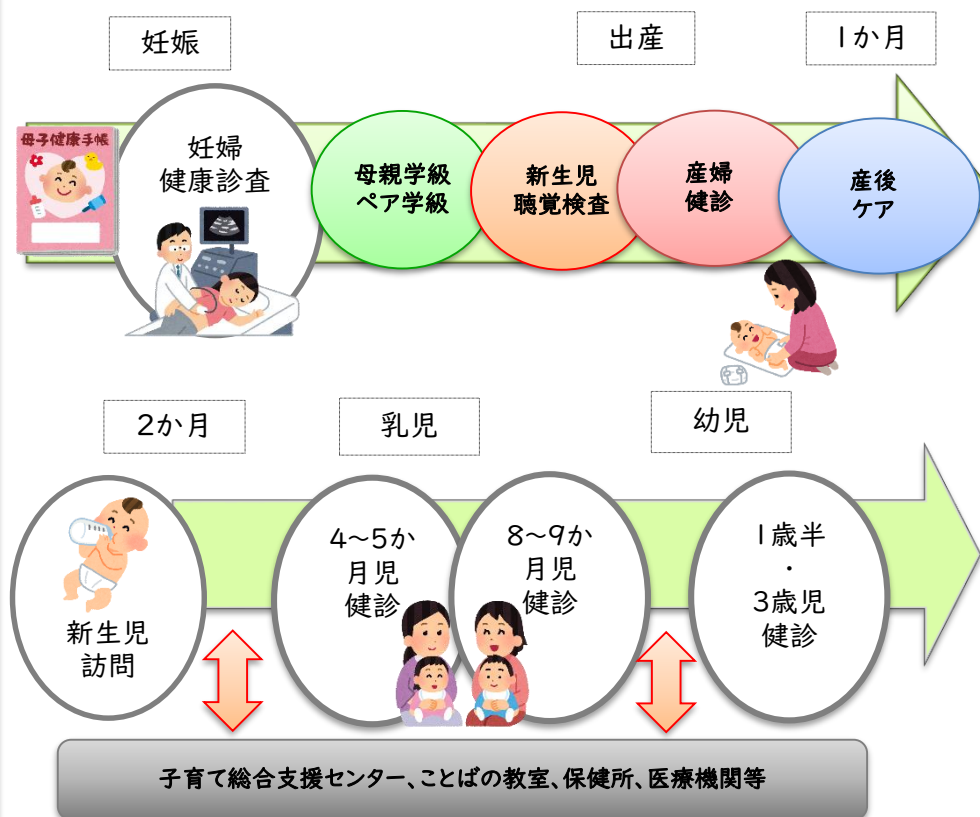 妊娠
出産
1か月
母子健康手帳
妊婦
健康診査
母親学級
ペア学級
新生児
聴覚検査
産婦
健診
産後
ケア
2か月
乳児
幼児
新生児
訪問
4～5か
月児
健診
8～9か
月児
健診
1歳半
・
3歳児
健診
子育て総合支援センター、ことばの教室、保健所、医療機関等